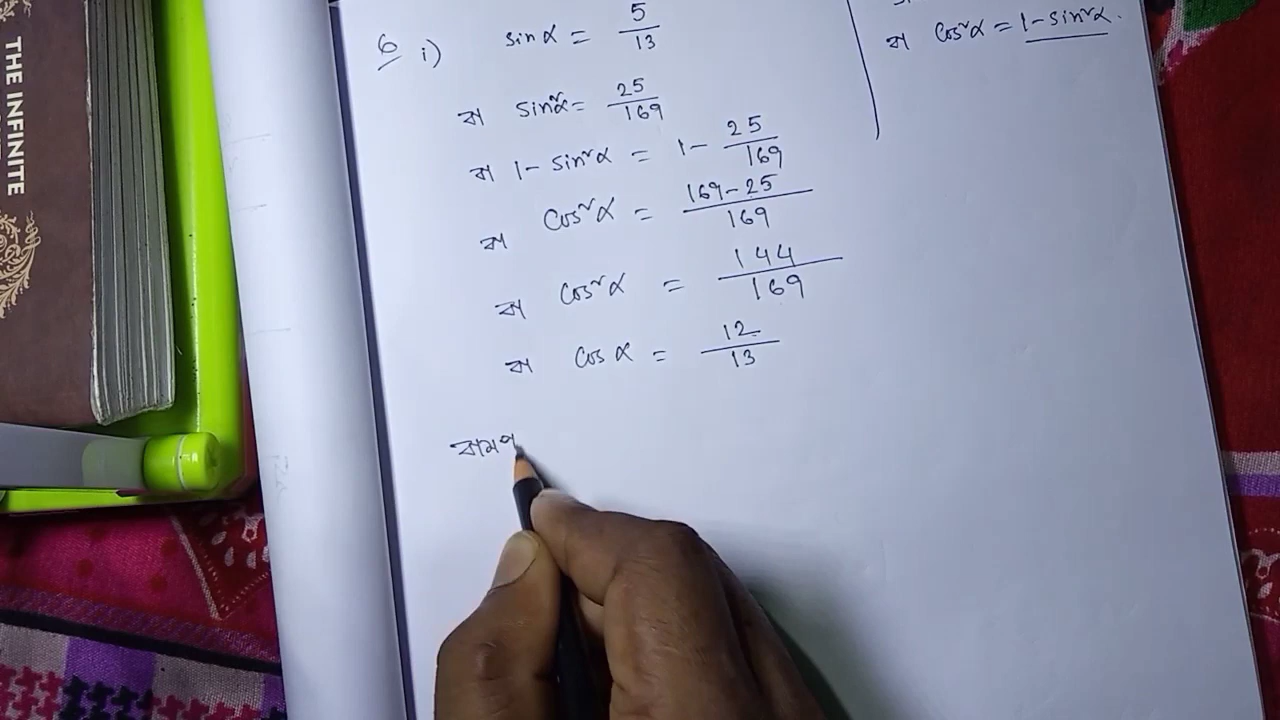 THE INFINITE
6 i) sin α = 5/13
বা sin²α = 25/169
বা 1 - sin²α = 1 - 25/169
বা cos²α = 169-25/169
বা cos²α = 144/169
বা cos α = 12/13
বামপ
বা cos²α = 1 - sin²α.